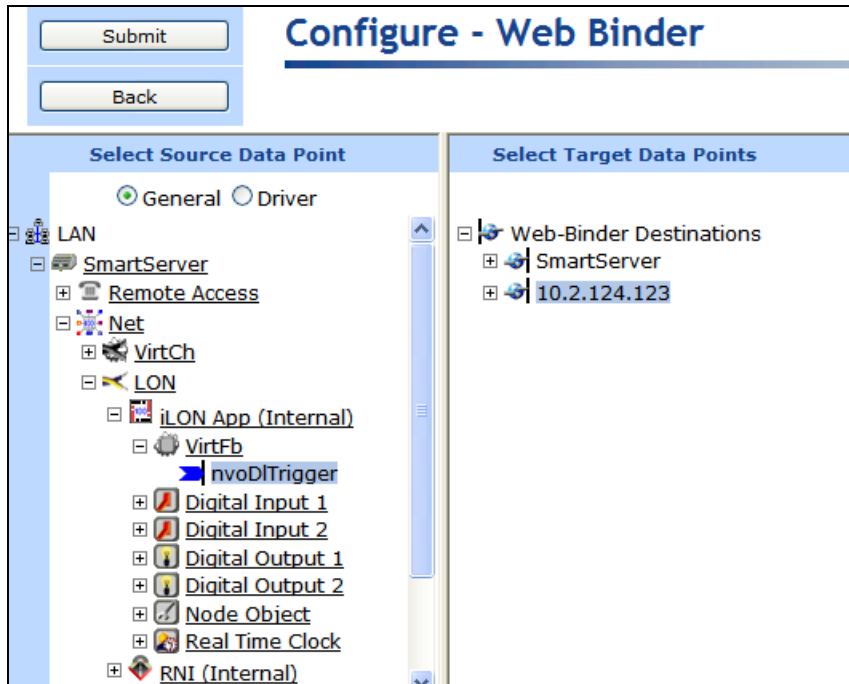 Submit
Configure - Web Binder
Back
Select Source Data Point
Select Target Data Points
General Driver
LAN
SmartServer
Remote Access
Net
VirtCh
LON
iLON App (Internal)
VirtFb
nvoDlTrigger
Digital Input 1
Digital Input 2
Digital Output 1
Digital Output 2
Node Object
Real Time Clock
RNI (Internal)
Web-Binder Destinations
SmartServer
10.2.124.123